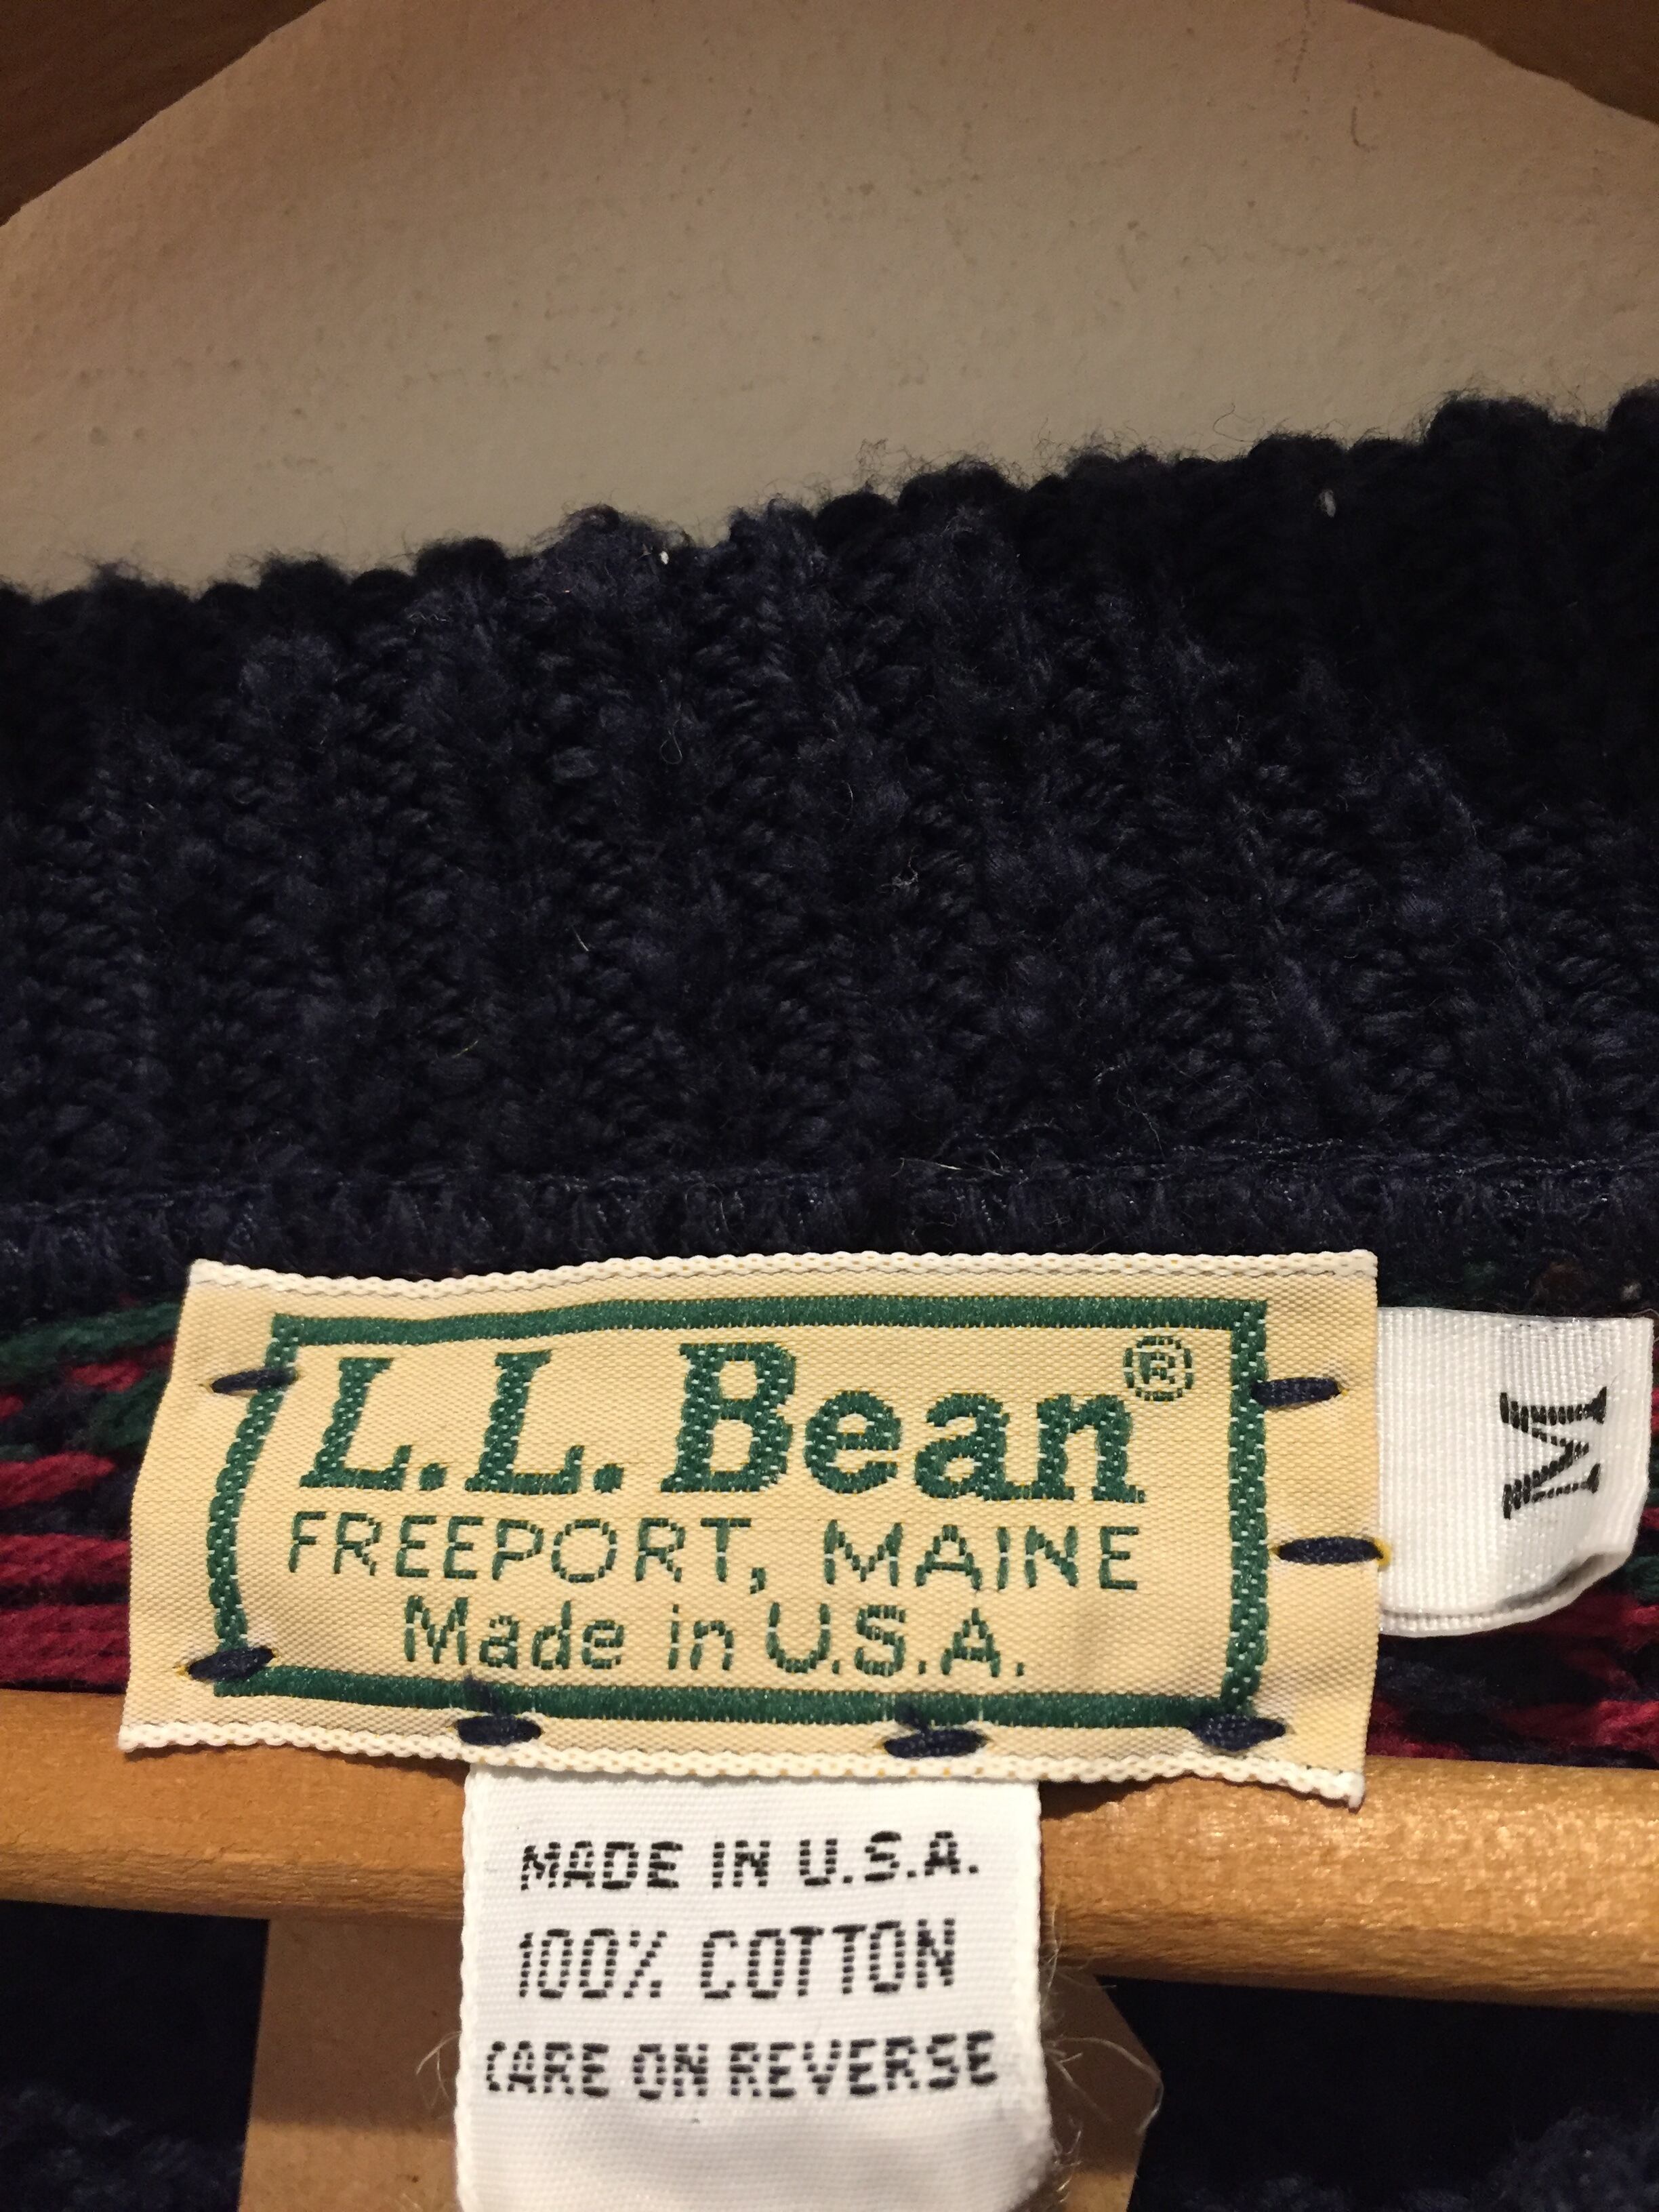 L.L. Bean®
FREEPORT, MAINE
Made in U.S.A.
M
MADE IN U.S.A.
100% COTTON
CARE ON REVERSE